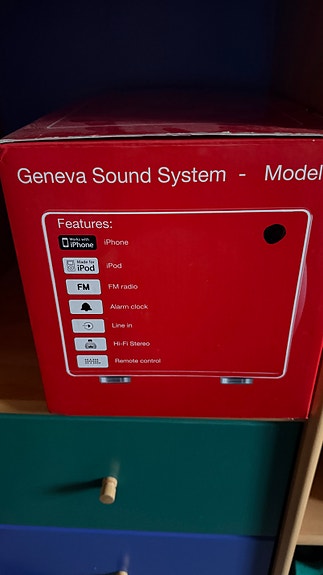 Geneva Sound System - Model
Features:
Works with iPhone iPhone
Made for iPod iPod
FM FM radio
Alarm clock
Line in
Hi-Fi Stereo
Remote control